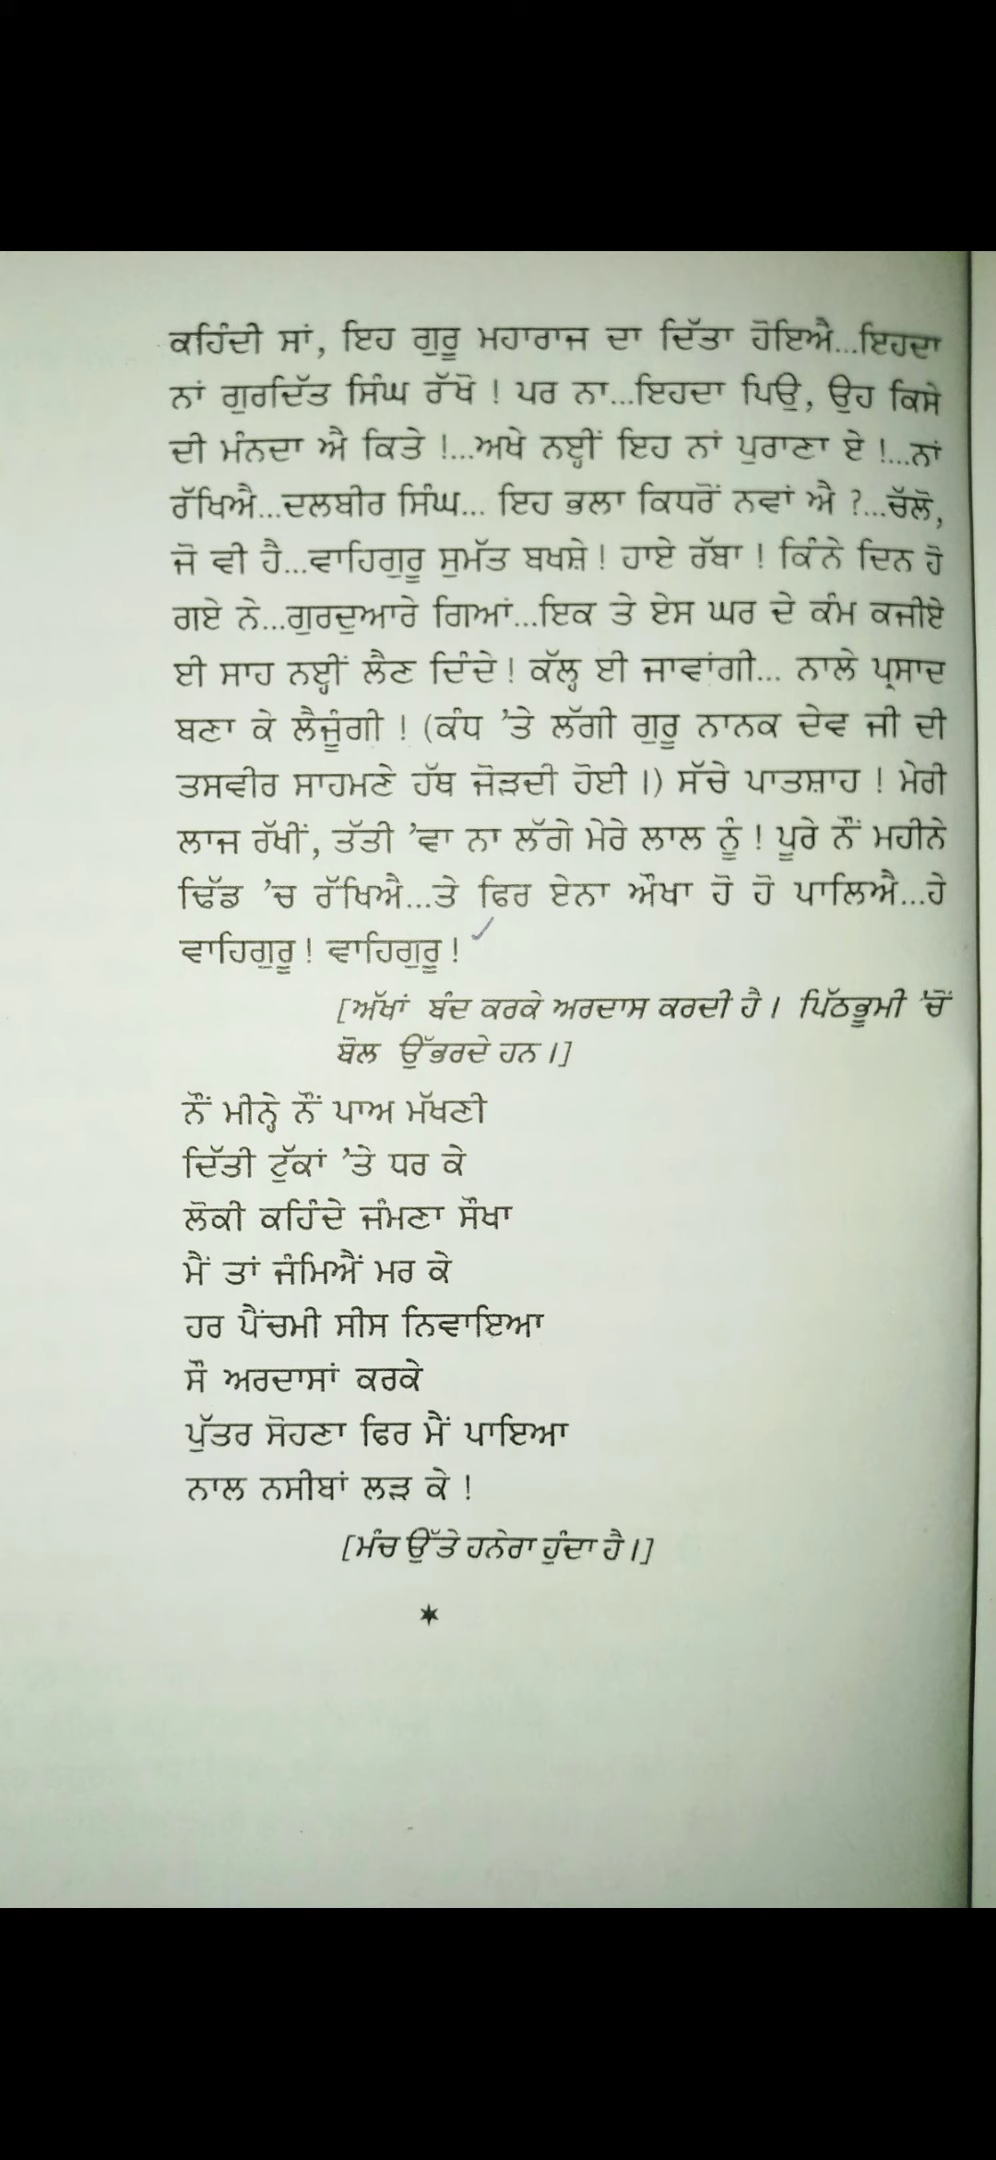 ਕਹਿੰਦੀ ਸਾਂ, ਇਹ ਗੁਰੂ ਮਹਾਰਾਜ ਦਾ ਦਿੱਤਾ ਹੋਇਐ...ਇਹਦਾ
ਨਾਂ ਗੁਰਦਿੱਤ ਸਿੰਘ ਰੱਖੋ ! ਪਰ ਨਾ...ਇਹਦਾ ਪਿਉ, ਉਹ ਕਿਸੇ
ਦੀ ਮੰਨਦਾ ਐ ਕਿਤੇ !...ਅਖੇ ਨਈਂ ਇਹ ਨਾਂ ਪੁਰਾਣਾ ਏ !...ਨਾਂ
ਰੱਖਿਐ...ਦਲਬੀਰ ਸਿੰਘ... ਇਹ ਭਲਾ ਕਿਧਰੋਂ ਨਵਾਂ ਐ ?...ਚੱਲੋ,
ਜੋ ਵੀ ਹੈ...ਵਾਹਿਗੁਰੂ ਸੁਮੱਤ ਬਖਸ਼ੇ ! ਹਾਏ ਰੱਬਾ ! ਕਿੰਨੇ ਦਿਨ ਹੋ
ਗਏ ਨੇ...ਗੁਰਦੁਆਰੇ ਗਿਆਂ...ਇਕ ਤੇ ਏਸ ਘਰ ਦੇ ਕੰਮ ਕਜੀਏ
ਈ ਸਾਹ ਨਈਂ ਲੈਣ ਦਿੰਦੇ ! ਕੱਲ੍ਹ ਈ ਜਾਵਾਂਗੀ... ਨਾਲੇ ਪ੍ਰਸਾਦ
ਬਣਾ ਕੇ ਲੈਜੂੰਗੀ ! (ਕੰਧ ’ਤੇ ਲੱਗੀ ਗੁਰੂ ਨਾਨਕ ਦੇਵ ਜੀ ਦੀ
ਤਸਵੀਰ ਸਾਹਮਣੇ ਹੱਥ ਜੋੜਦੀ ਹੋਈ।) ਸੱਚੇ ਪਾਤਸ਼ਾਹ ! ਮੇਰੀ
ਲਾਜ ਰੱਖੀਂ, ਤੱਤੀ ’ਵਾ ਨਾ ਲੱਗੇ ਮੇਰੇ ਲਾਲ ਨੂੰ ! ਪੂਰੇ ਨੌਂ ਮਹੀਨੇ
ਢਿੱਡ ’ਚ ਰੱਖਿਐ...ਤੇ ਫਿਰ ਏਨਾ ਔਖਾ ਹੋ ਹੋ ਪਾਲਿਐ...ਹੇ
ਵਾਹਿਗੁਰੂ ! ਵਾਹਿਗੁਰੂ !
[ਅੱਖਾਂ ਬੰਦ ਕਰਕੇ ਅਰਦਾਸ ਕਰਦੀ ਹੈ। ਪਿੱਠਭੂਮੀ ’ਚੋਂ
ਬੋਲ ਉੱਭਰਦੇ ਹਨ।]
ਨੌਂ ਮੀਨ੍ਹੇ ਨੌਂ ਪਾਅ ਮੱਖਣੀ
ਦਿੱਤੀ ਟੁੱਕਾਂ ’ਤੇ ਧਰ ਕੇ
ਲੋਕੀ ਕਹਿੰਦੇ ਜੰਮਣਾ ਸੌਖਾ
ਮੈਂ ਤਾਂ ਜੰਮਿਐਂ ਮਰ ਕੇ
ਹਰ ਪੈਂਚਮੀ ਸੀਸ ਨਿਵਾਇਆ
ਸੌ ਅਰਦਾਸਾਂ ਕਰਕੇ
ਪੁੱਤਰ ਸੋਹਣਾ ਫਿਰ ਮੈਂ ਪਾਇਆ
ਨਾਲ ਨਸੀਬਾਂ ਲੜ ਕੇ !
[ਮੰਚ ਉੱਤੇ ਹਨੇਰਾ ਹੁੰਦਾ ਹੈ।]